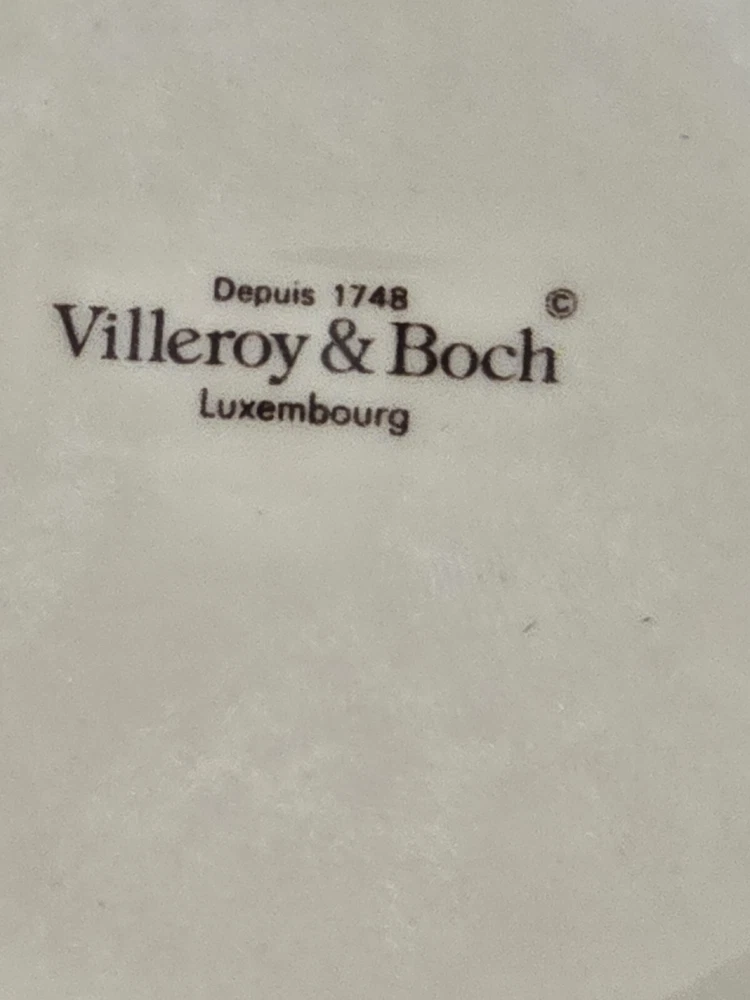 Depuis 1748
©
Villeroy & Boch
Luxembourg